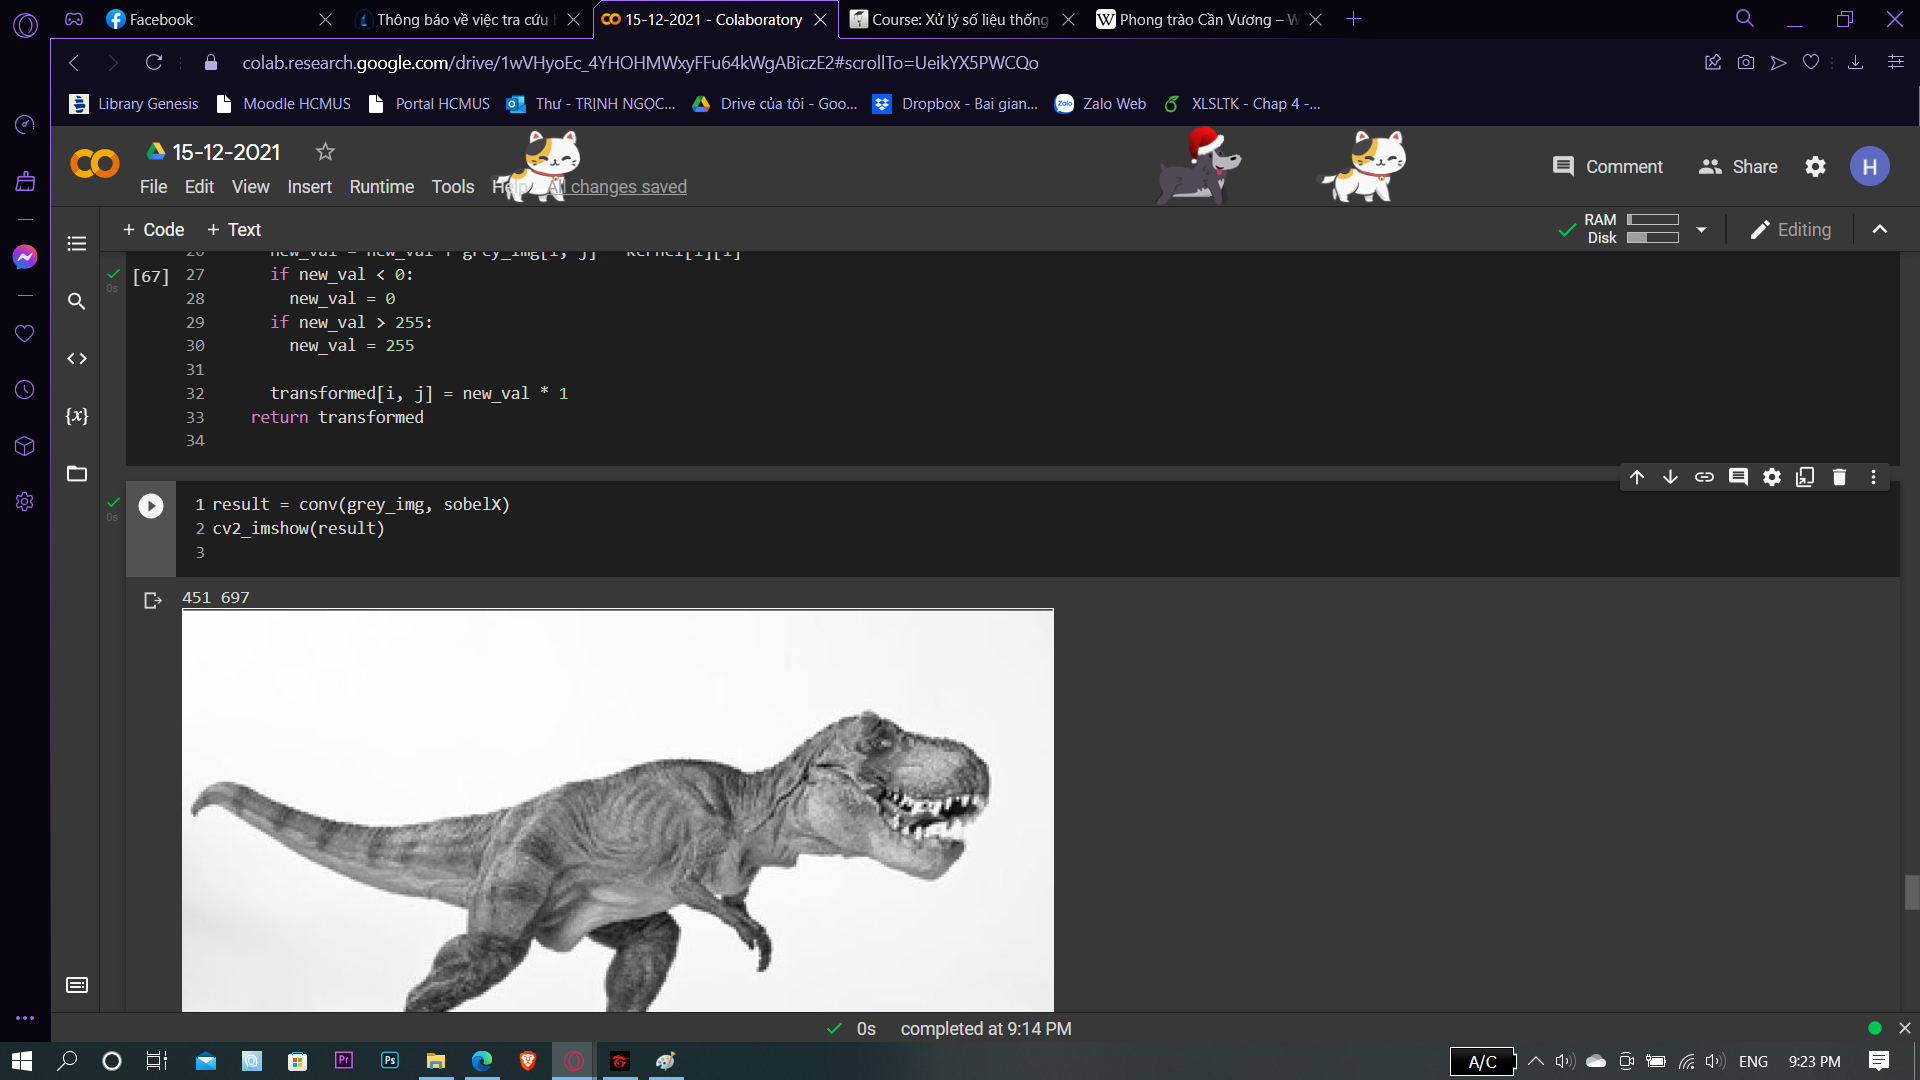 Facebook
Thông báo về việc tra cứu
15-12-2021 - Colaboratory
Course: Xử lý số liệu thống
Phong trào Cần Vương – W
colab.research.google.com/drive/1wVHyoEc_4YHOHMWxyFFu64kWgABiczE2#scrollTo=UeikYX5PWCQo
Library Genesis
Moodle HCMUS
Portal HCMUS
Thư - TRỊNH NGỌC...
Drive của tôi - Goo...
Dropbox - Bai gian...
Zalo Web
XLSLTK - Chap 4 -...
15-12-2021
File Edit View Insert Runtime Tools Help All changes saved
Comment
Share
H
+ Code + Text
RAM
Disk
Editing
[67]
27 if new_val < 0:
28 new_val = 0
29 if new_val > 255:
30 new_val = 255
31
32 transformed[i, j] = new_val * 1
33 return transformed
34
0s
1 result = conv(grey_img, sobelX)
2 cv2_imshow(result)
3
0s
451 697
0s completed at 9:14 PM
A/C
ENG
9:23 PM